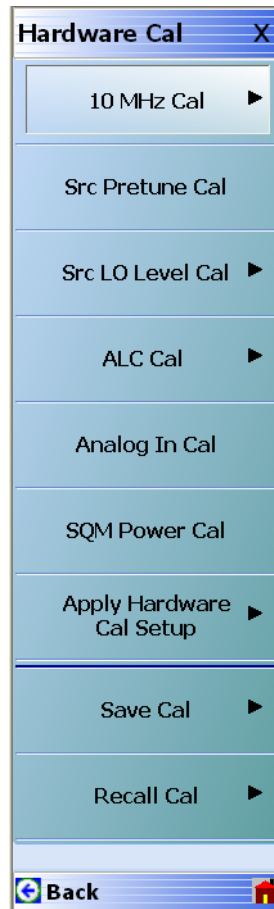 Hardware Cal X
10 MHz Cal
Src Pretune Cal
Src LO Level Cal
ALC Cal
Analog In Cal
SQM Power Cal
Apply Hardware
Cal Setup
Save Cal
Recall Cal
Back